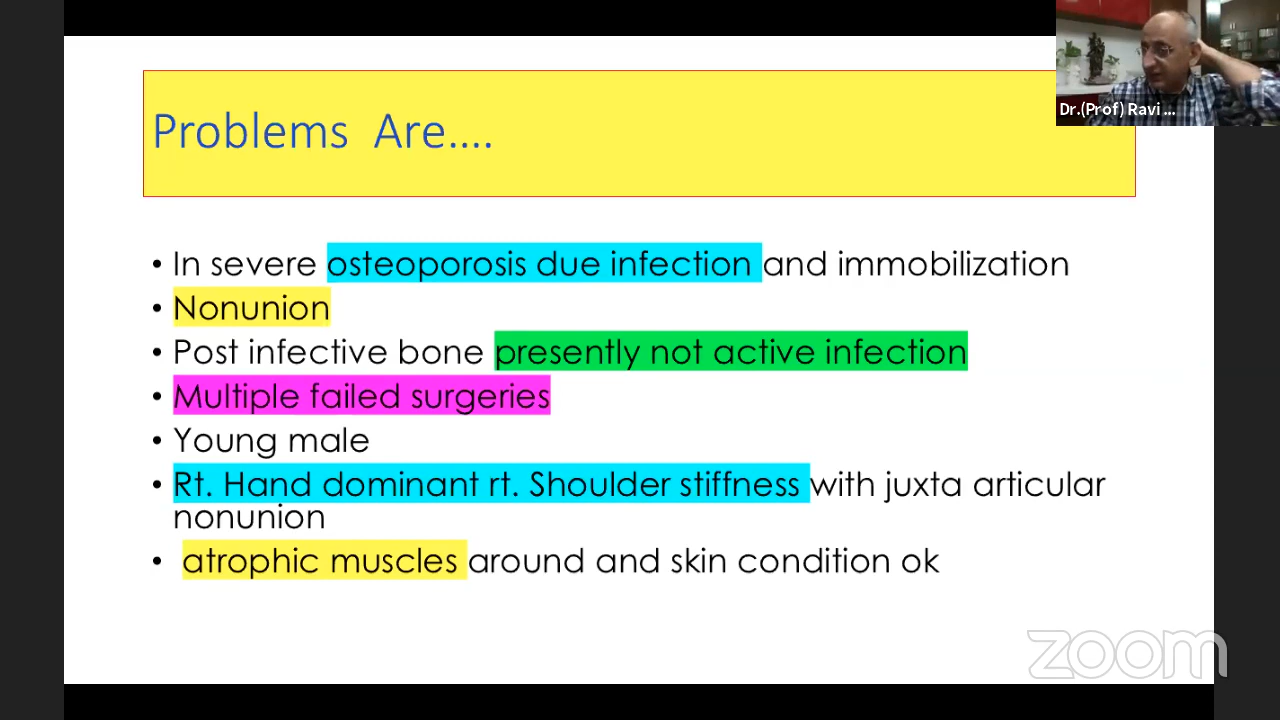 Dr.(Prof) Ravi ...
Problems Are....
• In severe osteoporosis due infection and immobilization
• Nonunion
• Post infective bone presently not active infection
• Multiple failed surgeries
• Young male
• Rt. Hand dominant rt. Shoulder stiffness with juxta articular
nonunion
• atrophic muscles around and skin condition ok
zoom